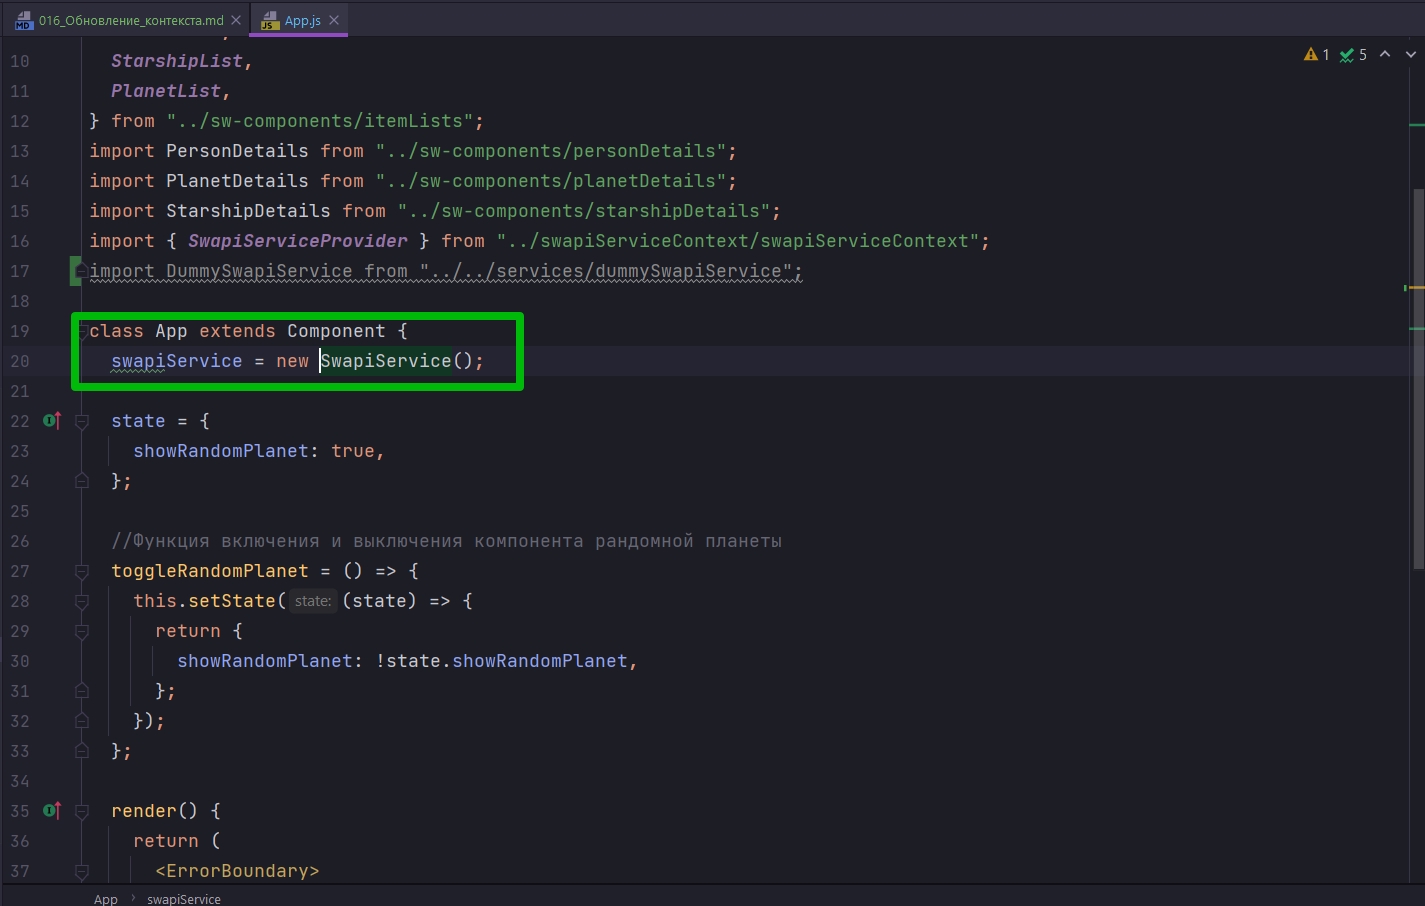 016_Обновление_контекста.md App.js
1 5
10 StarshipList,
11 PlanetList,
12 } from "../sw-components/itemLists";
13 import PersonDetails from "../sw-components/personDetails";
14 import PlanetDetails from "../sw-components/planetDetails";
15 import StarshipDetails from "../sw-components/starshipDetails";
16 import { SwapiServiceProvider } from "../swapiServiceContext/swapiServiceContext";
17 import DummySwapiService from "../../services/dummySwapiService";
18
19 class App extends Component {
20 swapiService = new SwapiService();
21
22 state = {
23 showRandomPlanet: true,
24 };
25
26 //Функция включения и выключения компонента рандомной планеты
27 toggleRandomPlanet = () => {
28 this.setState( state: (state) => {
29 return {
30 showRandomPlanet: !state.showRandomPlanet,
31 };
32 });
33 };
34
35 render() {
36 return (
37 <ErrorBoundary>
App › swapiService